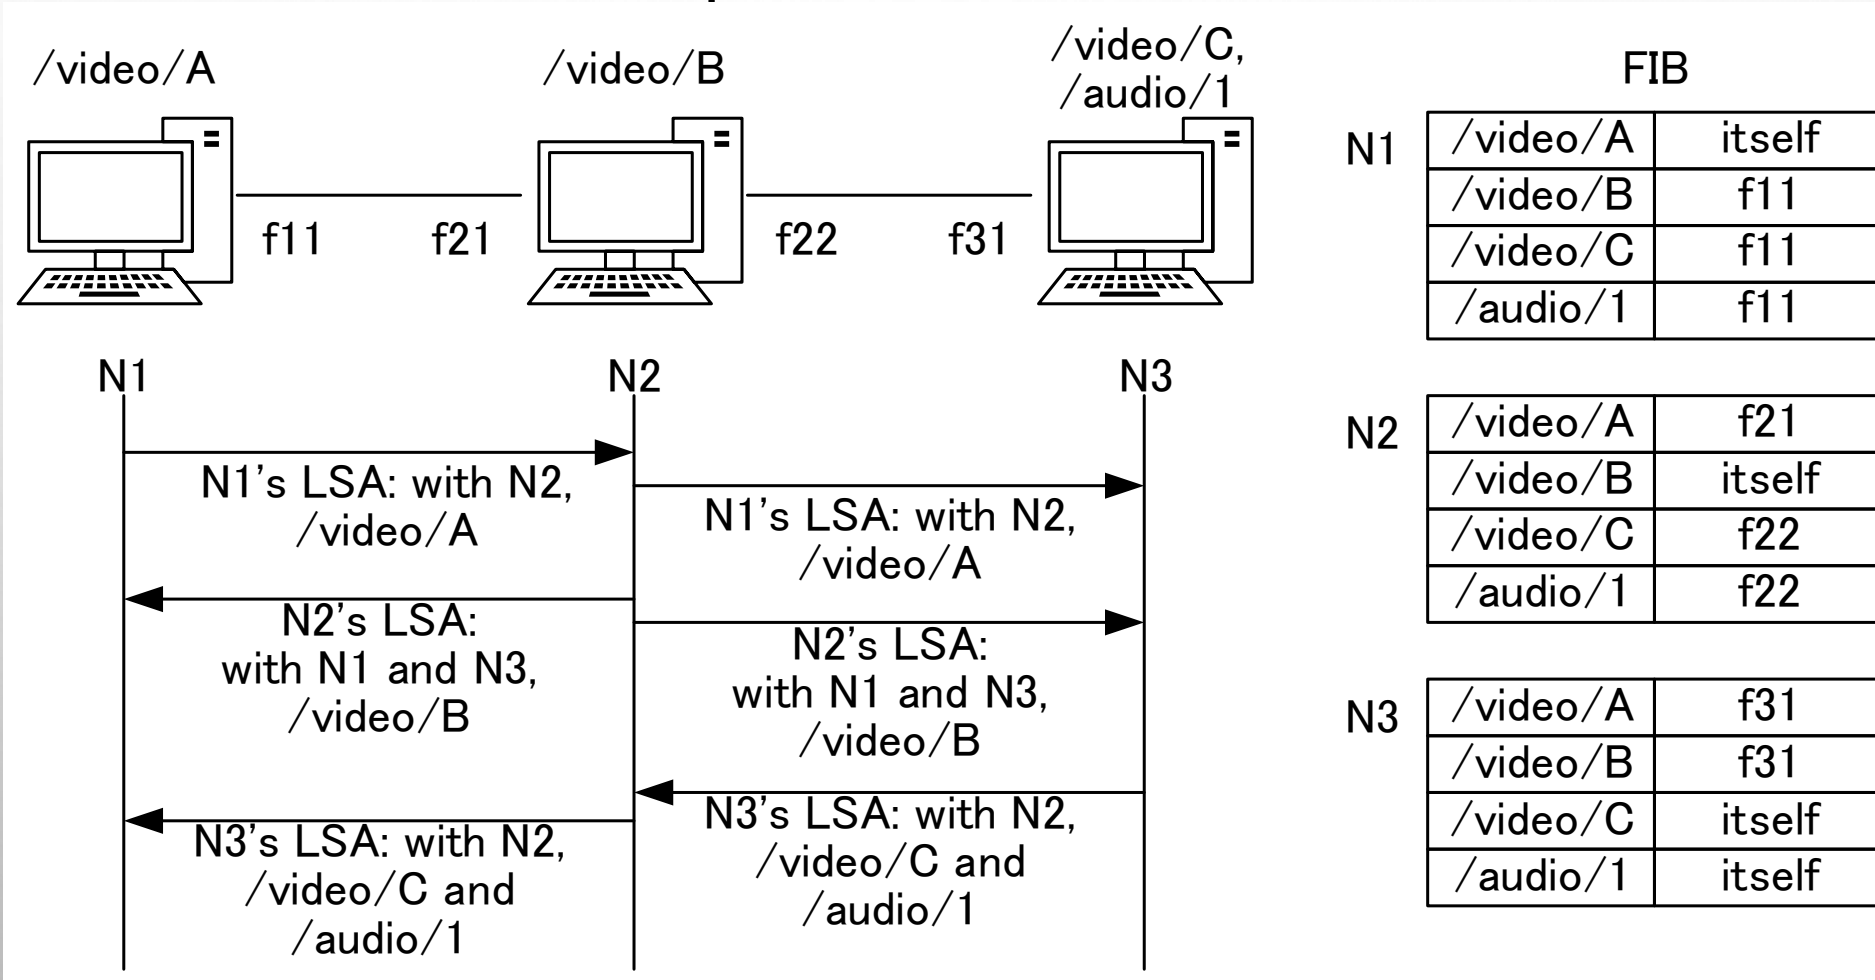 /video/A
/video/B
/video/C,
/audio/1
f11
f21
f22
f31
N1
N2
N3
N1's LSA: with N2,
/video/A
N1's LSA: with N2,
/video/A
N2's LSA:
with N1 and N3,
/video/B
N2's LSA:
with N1 and N3,
/video/B
N3's LSA: with N2,
/video/C and
/audio/1
N3's LSA: with N2,
/video/C and
/audio/1
FIB
N1
/video/A itself
/video/B f11
/video/C f11
/audio/1 f11
N2
/video/A f21
/video/B itself
/video/C f22
/audio/1 f22
N3
/video/A f31
/video/B f31
/video/C itself
/audio/1 itself